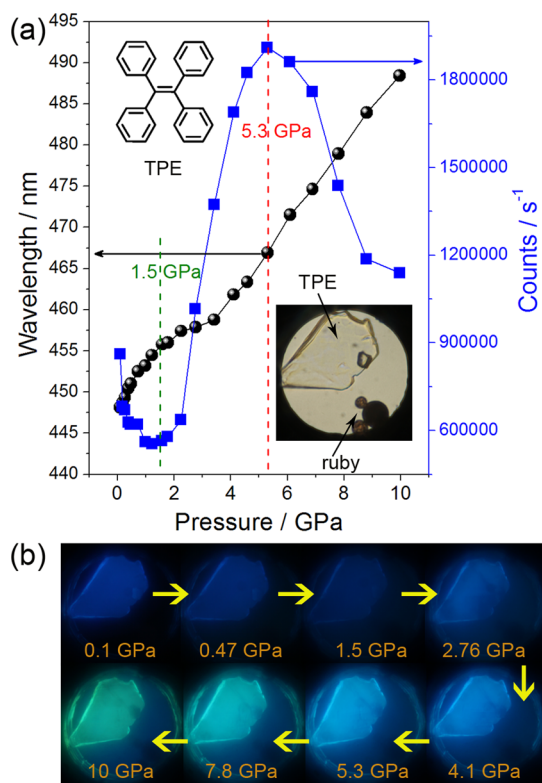 (a)
495
490
485
480
475
470
465
460
455
450
445
440
Wavelength / nm
TPE
5.3 GPa
1.5 GPa
TPE
ruby
1800000
1500000
1200000
900000
600000
Counts / s⁻¹
0 2 4 6 8 10
Pressure / GPa
(b)
0.1 GPa 0.47 GPa 1.5 GPa 2.76 GPa
10 GPa 7.8 GPa 5.3 GPa 4.1 GPa